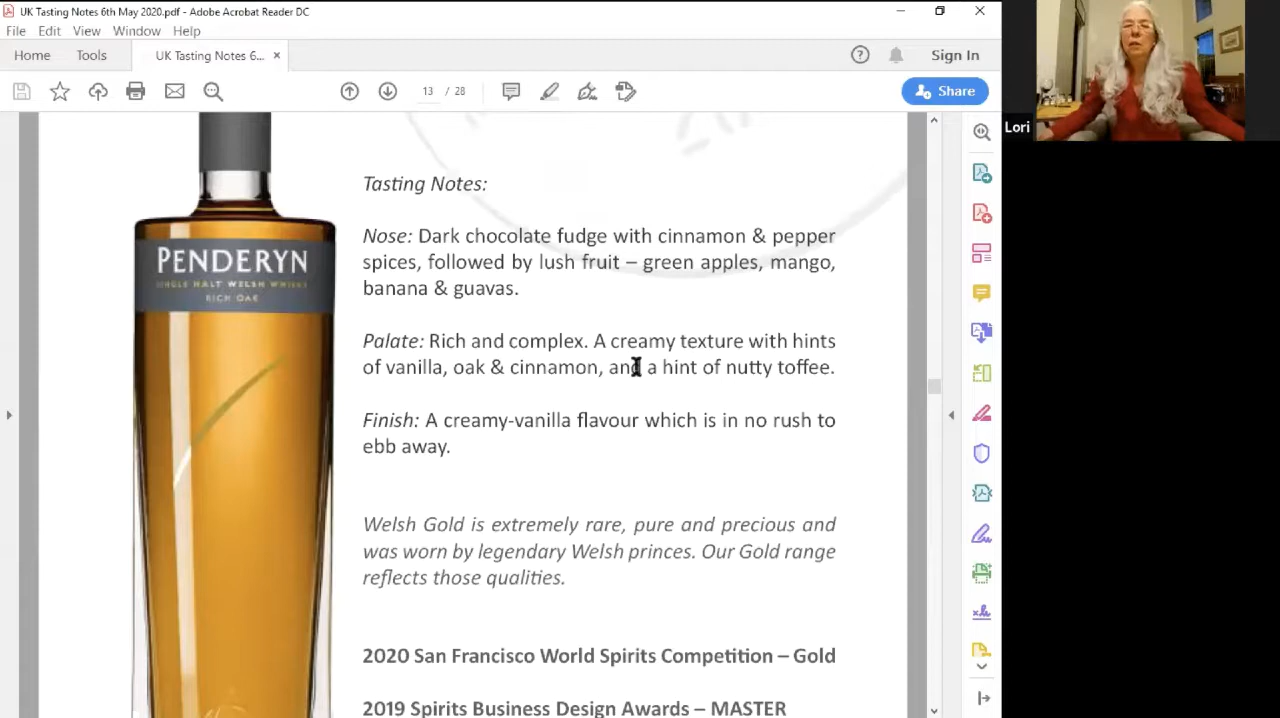 UK Tasting Notes 6th May 2020.pdf - Adobe Acrobat Reader DC
File Edit View Window Help
Home Tools UK Tasting Notes 6... × Sign In
13 / 28 Share
Lori
Tasting Notes:
Nose: Dark chocolate fudge with cinnamon & pepper
spices, followed by lush fruit – green apples, mango,
banana & guavas.
Palate: Rich and complex. A creamy texture with hints
of vanilla, oak & cinnamon, and a hint of nutty toffee.
Finish: A creamy-vanilla flavour which is in no rush to
ebb away.
Welsh Gold is extremely rare, pure and precious and
was worn by legendary Welsh princes. Our Gold range
reflects those qualities.
2020 San Francisco World Spirits Competition – Gold
2019 Spirits Business Design Awards – MASTER
PENDERYN
SINGLE MALT WELSH WHISKY
RICH OAK